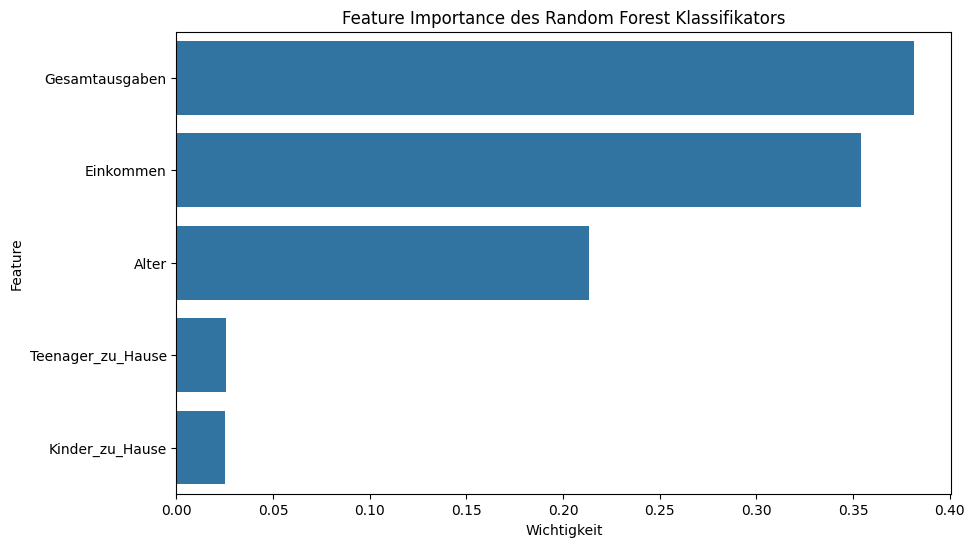 Feature Importance des Random Forest Klassifikators
Feature
Gesamtausgaben
Einkommen
Alter
Teenager_zu_Hause
Kinder_zu_Hause
0.00 0.05 0.10 0.15 0.20 0.25 0.30 0.35 0.40
Wichtigkeit